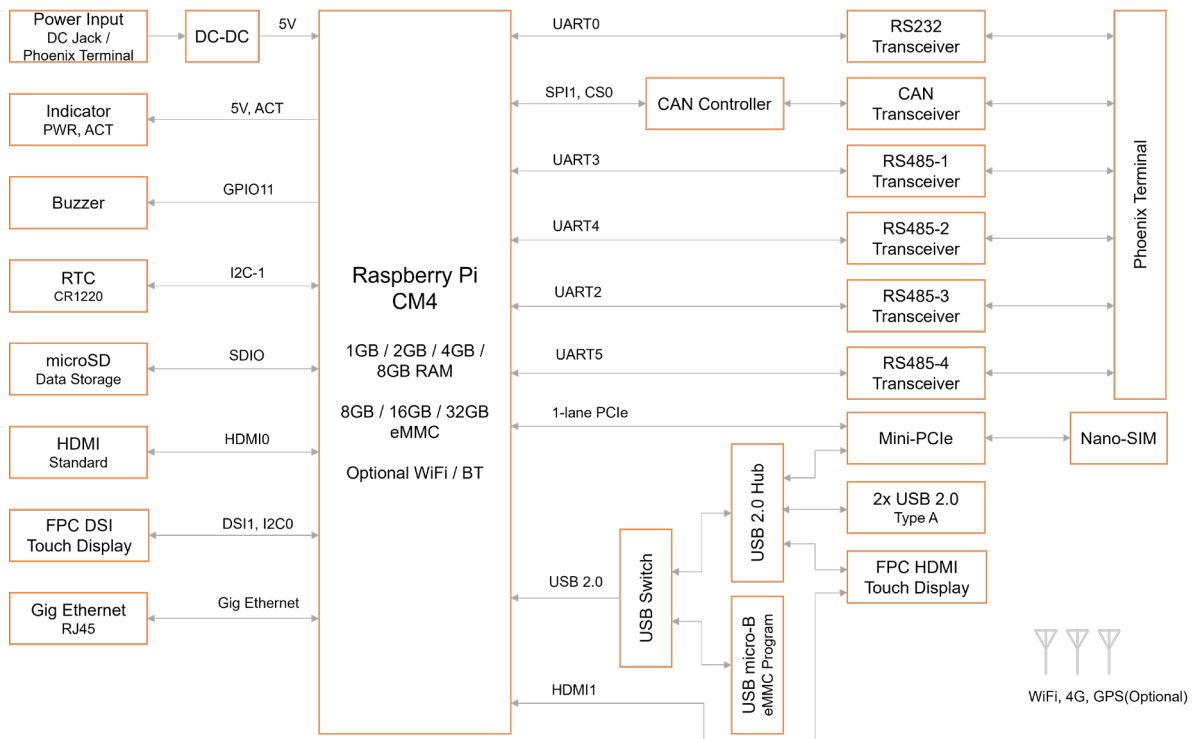 Power Input
DC Jack /
Phoenix Terminal
DC-DC
5V
Indicator
PWR, ACT
5V, ACT
Buzzer
GPIO11
RTC
CR1220
I2C-1
microSD
Data Storage
SDIO
HDMI
Standard
HDMI0
FPC DSI
Touch Display
DSI1, I2C0
Gig Ethernet
RJ45
Gig Ethernet
Raspberry Pi
CM4
1GB / 2GB / 4GB /
8GB RAM
8GB / 16GB / 32GB
eMMC
Optional WiFi / BT
UART0
RS232
Transceiver
SPI1, CS0
CAN Controller
CAN
Transceiver
UART3
RS485-1
Transceiver
UART4
RS485-2
Transceiver
UART2
RS485-3
Transceiver
UART5
RS485-4
Transceiver
Phoenix Terminal
1-lane PCIe
Mini-PCIe
Nano-SIM
USB 2.0 Hub
2x USB 2.0
Type A
FPC HDMI
Touch Display
USB 2.0
USB Switch
USB micro-B
eMMC Program
HDMI1
WiFi, 4G, GPS(Optional)